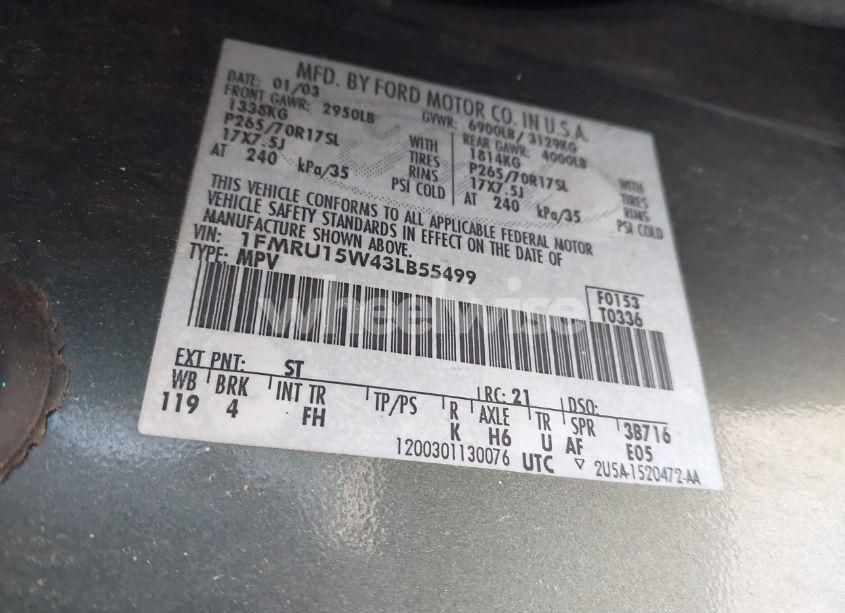 MFD. BY FORD MOTOR CO. IN U.S.A.
DATE: 01/03 GVWR: 6900LB/ 3129KG
FRONT GAWR: 2950LB REAR GAWR: 4000LB
1338KG WITH 1814KG WITH
P265/70R17SL TIRES P265/70R17SL TIRES
17X7.5J RIMS 17X7.5J RIMS
AT 240 kPa/35 PSI COLD AT 240 kPa/35 PSI COLD
THIS VEHICLE CONFORMS TO ALL APPLICABLE FEDERAL MOTOR
VEHICLE SAFETY STANDARDS IN EFFECT ON THE DATE OF
MANUFACTURE SHOWN ABOVE.
VIN: 1FMRU15W43LB55499
TYPE: MPV
F0153
T0336
wheelwise
EXT PNT: ST RC: 21 DSO:
WB BRK INT TR TP/PS R AXLE TR SPR 3B716
119 4 FH K H6 U AF E05
1200301130076 UTC ▽ 2U5A-1520472-AA